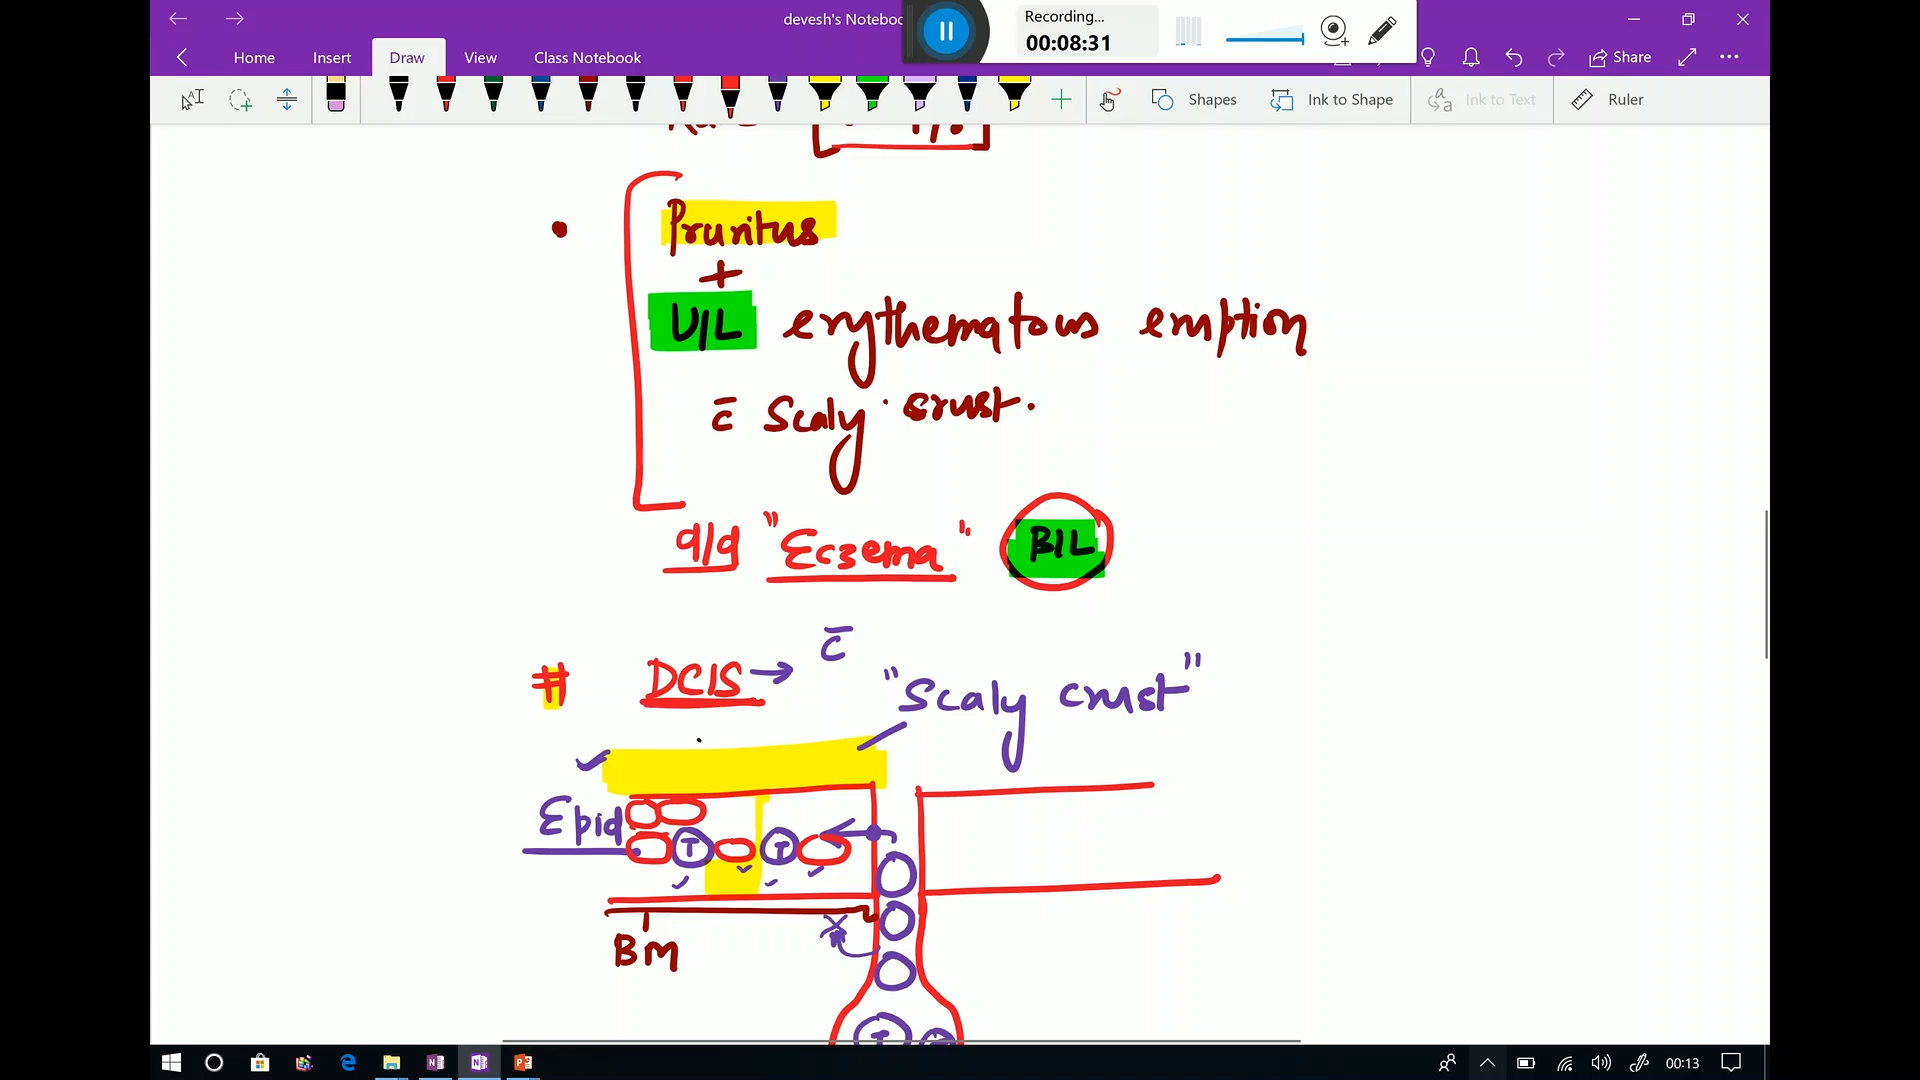 devesh's Noteboo
Recording...
00:08:31
Home Insert Draw View Class Notebook Share
Shapes Ink to Shape Ink to Text Ruler
Pruritus
+
U/L erythematous eruption
c̄ Scaly crust.
d/d "Eczema" B/L
# DCIS → c̄
"Scaly crust"
Epid
T T
BM
T
00:13